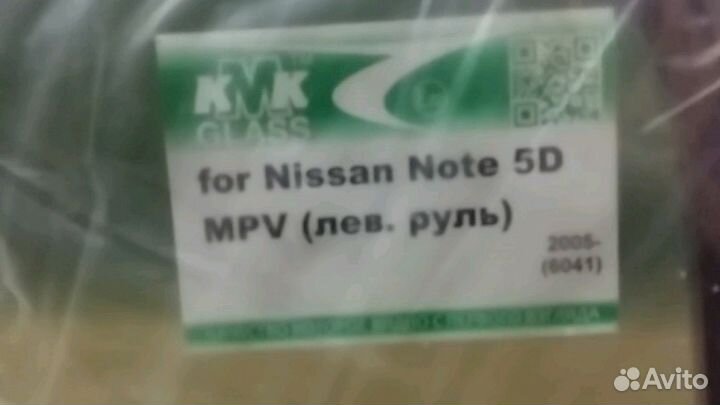 KMK
GLASS
for Nissan Note 5D
MPV (лев. руль)
2005-
(6041)
Avito